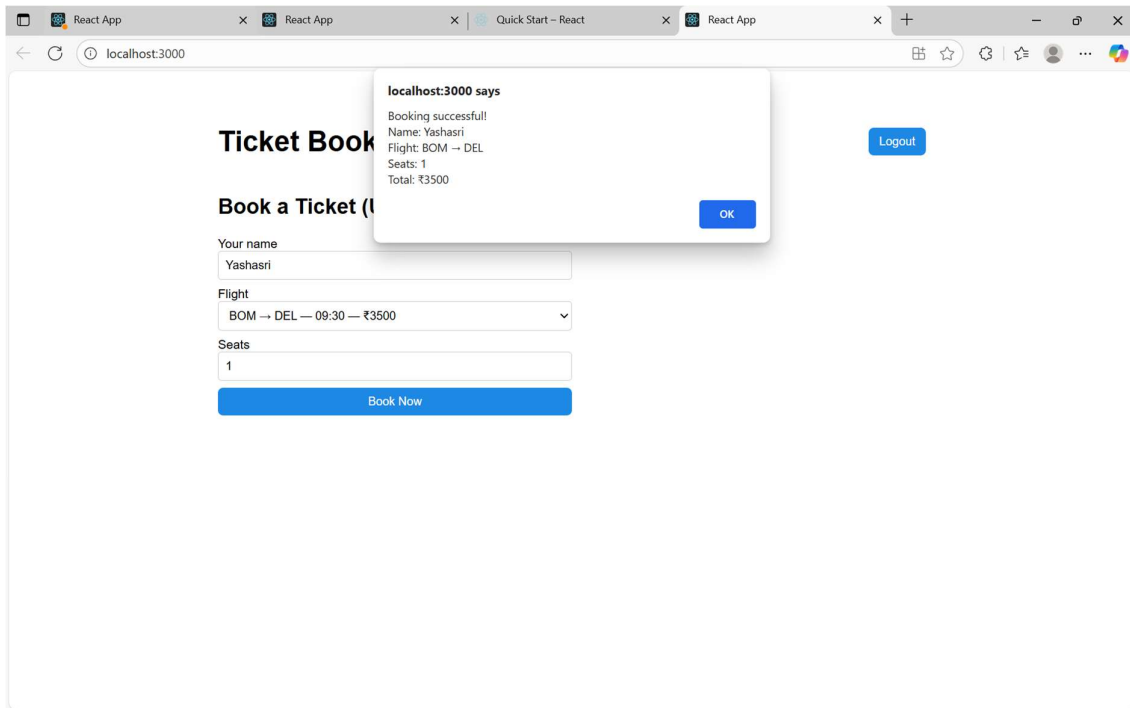 React App
React App
Quick Start – React
React App
localhost:3000
localhost:3000 says
Booking successful!
Name: Yashasri
Flight: BOM → DEL
Seats: 1
Total: ₹3500
OK
Ticket Book
Logout
Book a Ticket (
Your name
Yashasri
Flight
BOM → DEL — 09:30 — ₹3500
Seats
1
Book Now